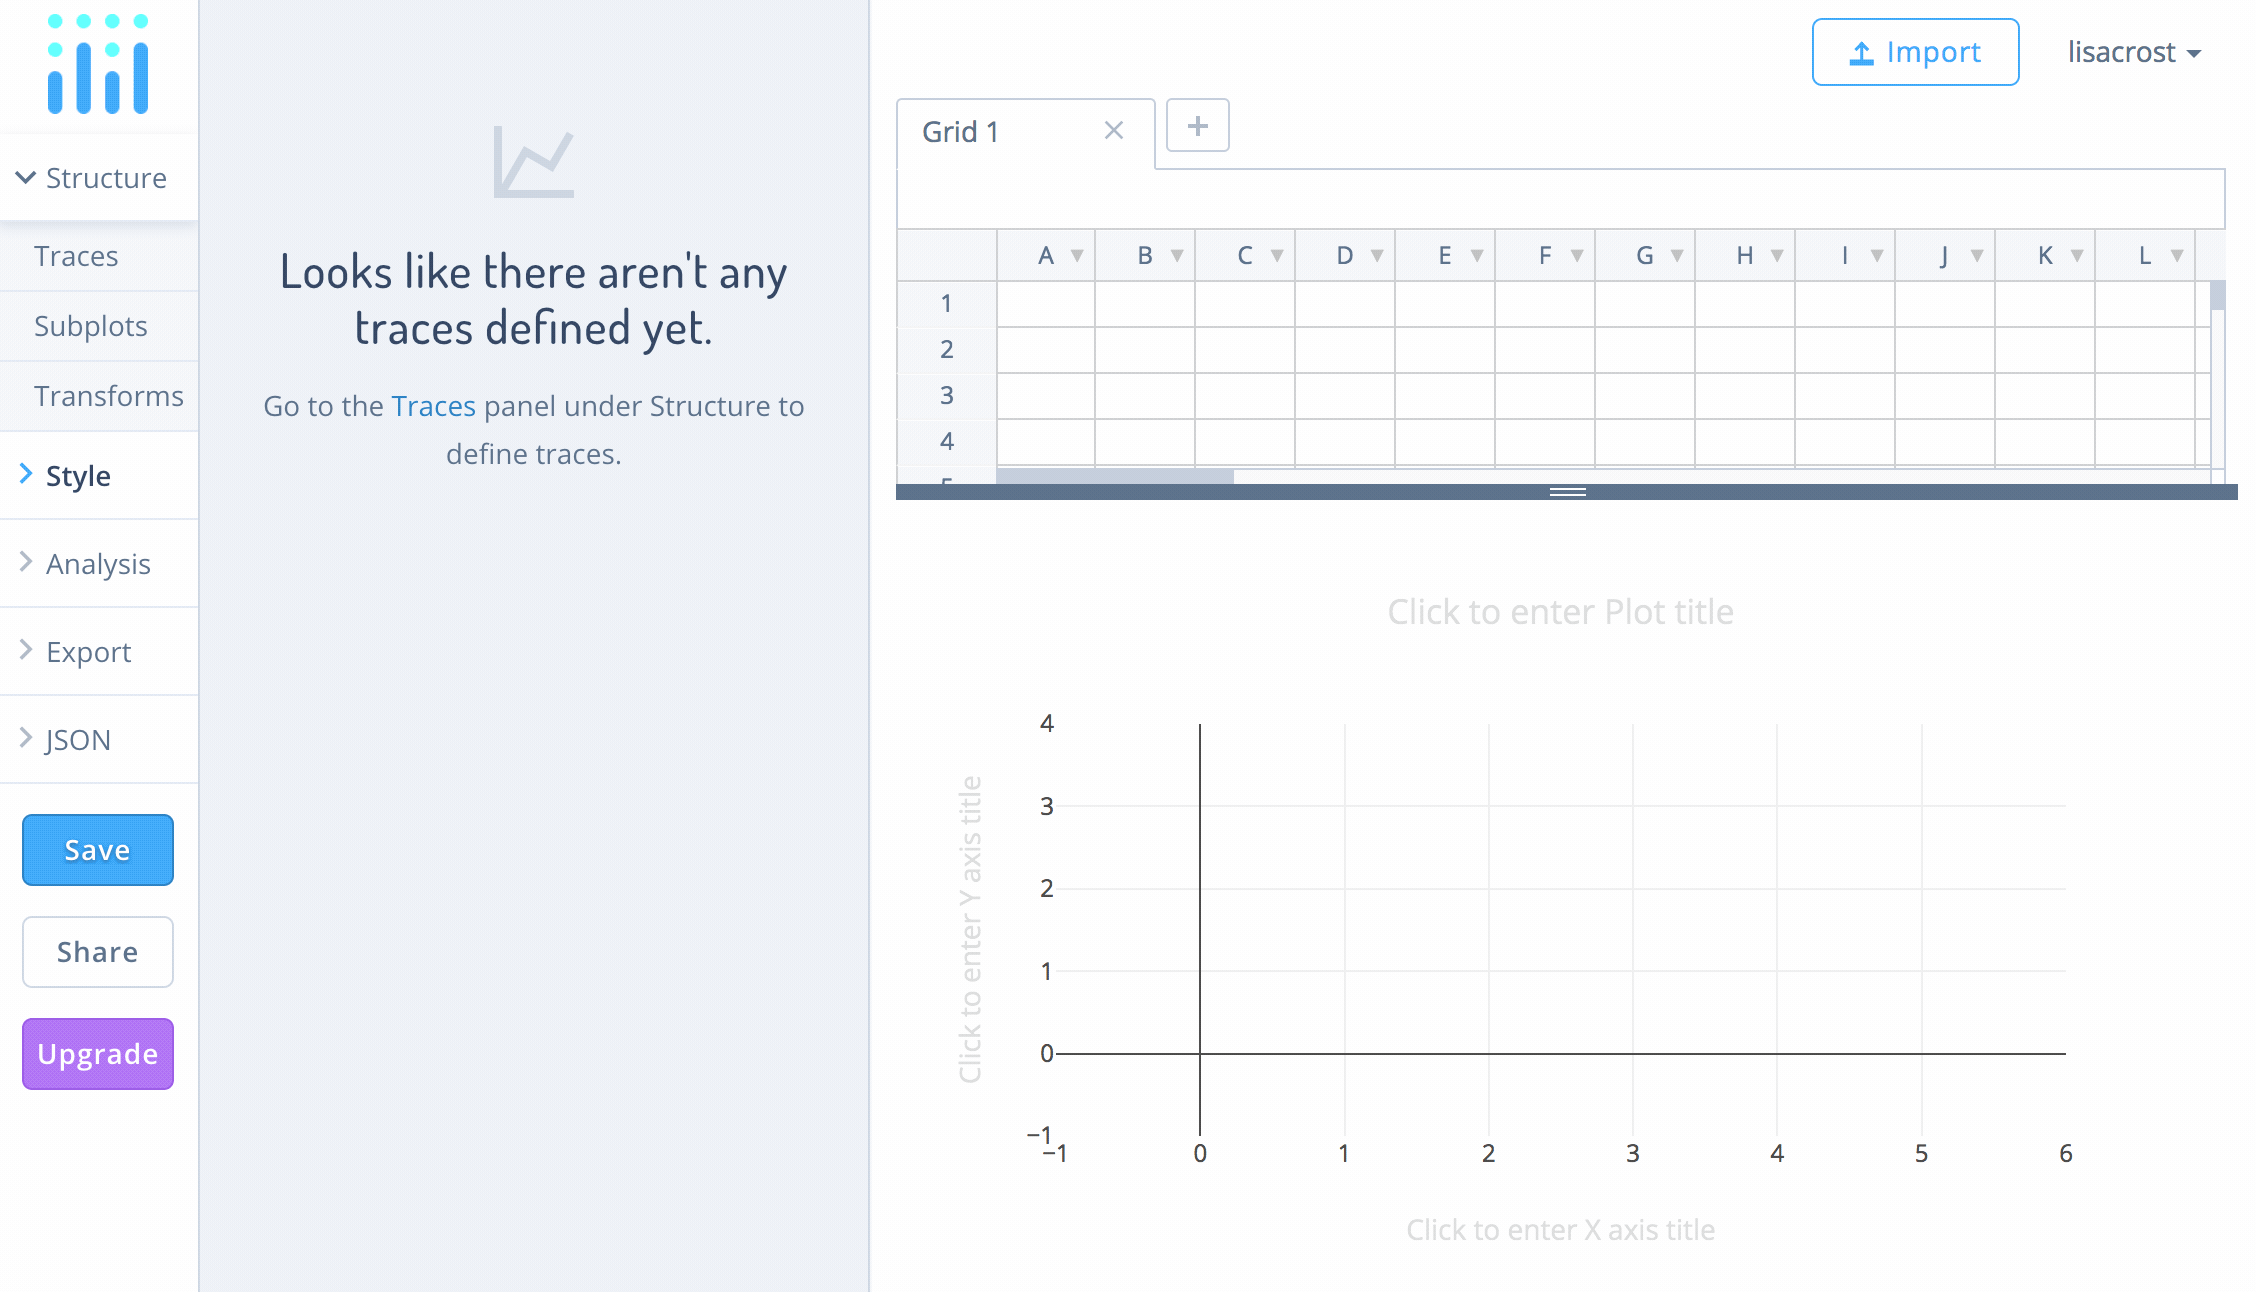 Structure
Traces
Subplots
Transforms
Style
Analysis
Export
JSON
Save
Share
Upgrade
Looks like there aren't any
traces defined yet.
Go to the Traces panel under Structure to
define traces.
Import
lisacrost
Grid 1
A B C D E F G H I J K L
1
2
3
4
5
Click to enter Plot title
Click to enter Y axis title
4
3
2
1
0
−1
−1 0 1 2 3 4 5 6
Click to enter X axis title